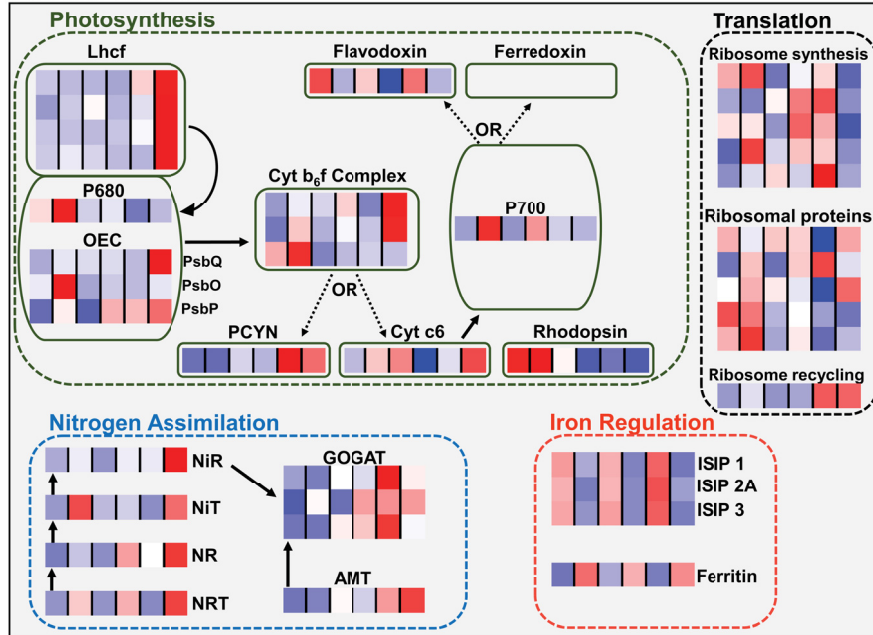 Photosynthesis
Translation
Lhcf
Flavodoxin
Ferredoxin
Ribosome synthesis
OR
P680
Cyt b6f Complex
P700
OEC
PsbQ
PsbO
PsbP
Ribosomal proteins
OR
PCYN
Cyt c6
Rhodopsin
Ribosome recycling
Nitrogen Assimilation
Iron Regulation
NiR
GOGAT
ISIP 1
ISIP 2A
ISIP 3
NiT
NR
AMT
Ferritin
NRT